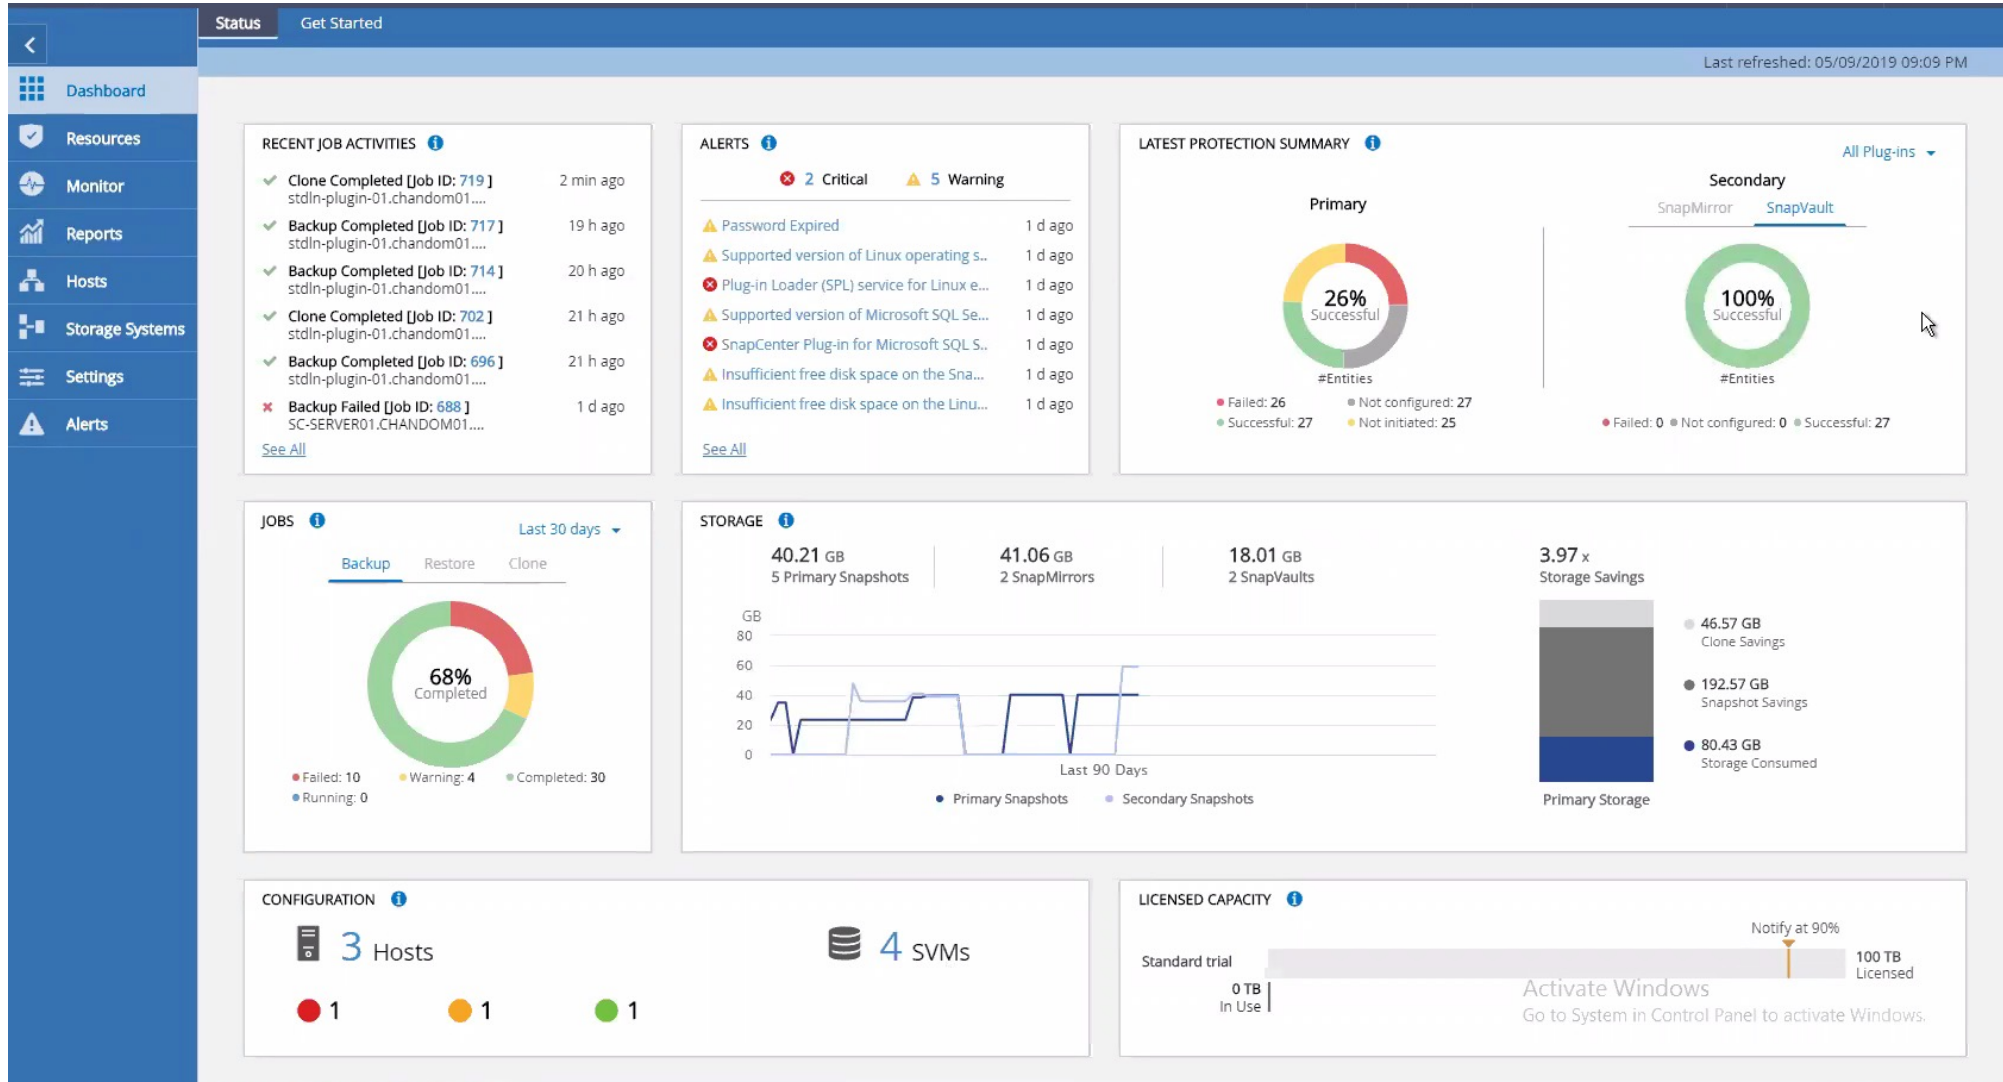 Status
Get Started
Last refreshed: 05/09/2019 09:09 PM
Dashboard
Resources
Monitor
Reports
Hosts
Storage Systems
Settings
Alerts
RECENT JOB ACTIVITIES
Clone Completed [Job ID: 719 ] 2 min ago
stdln-plugin-01.chandom01....
Backup Completed [Job ID: 717 ] 19 h ago
stdln-plugin-01.chandom01....
Backup Completed [Job ID: 714 ] 20 h ago
stdln-plugin-01.chandom01....
Clone Completed [Job ID: 702 ] 21 h ago
stdln-plugin-01.chandom01....
Backup Completed [Job ID: 696 ] 21 h ago
stdln-plugin-01.chandom01....
Backup Failed [Job ID: 688 ] 1 d ago
SC-SERVER01.CHANDOM01....
See All
ALERTS
2 Critical 5 Warning
Password Expired 1 d ago
Supported version of Linux operating s.. 1 d ago
Plug-in Loader (SPL) service for Linux e... 1 d ago
Supported version of Microsoft SQL Se... 1 d ago
SnapCenter Plug-in for Microsoft SQL S.. 1 d ago
Insufficient free disk space on the Sna... 1 d ago
Insufficient free disk space on the Linu... 1 d ago
See All
LATEST PROTECTION SUMMARY
All Plug-ins
Primary
26%
Successful
#Entities
Failed: 26 Not configured: 27
Successful: 27 Not initiated: 25
Secondary
SnapMirror SnapVault
100%
Successful
#Entities
Failed: 0 Not configured: 0 Successful: 27
JOBS
Last 30 days
Backup Restore Clone
68%
Completed
Failed: 10 Warning: 4 Completed: 30
Running: 0
STORAGE
40.21 GB
5 Primary Snapshots
41.06 GB
2 SnapMirrors
18.01 GB
2 SnapVaults
3.97 x
Storage Savings
GB
80
60
40
20
0
Last 90 Days
Primary Snapshots Secondary Snapshots
46.57 GB
Clone Savings
192.57 GB
Snapshot Savings
80.43 GB
Storage Consumed
Primary Storage
CONFIGURATION
3 Hosts
4 SVMs
1 1 1
LICENSED CAPACITY
Notify at 90%
Standard trial
100 TB
Licensed
0 TB
In Use
Activate Windows
Go to System in Control Panel to activate Windows.